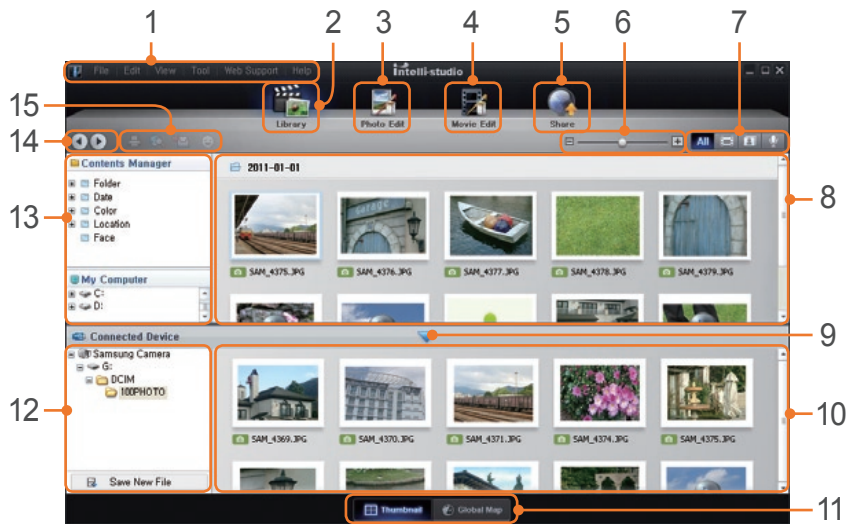 1 2 3 4 5 6 7
File Edit View Tool Web Support Help
intelli-studio
Library Photo Edit Movie Edit Share
15
14
All
Contents Manager
2011-01-01
Folder
Date
Color
Location
Face
13
8
SAM_4375.JPG SAM_4376.JPG SAM_4377.JPG SAM_4378.JPG SAM_4379.JPG
My Computer
C:
D:
Connected Device
9
Samsung Camera
G:
DCIM
100PHOTO
12
10
SAM_4369.JPG SAM_4370.JPG SAM_4371.JPG SAM_4374.JPG SAM_4375.JPG
Save New File
Thumbnail Global Map
11